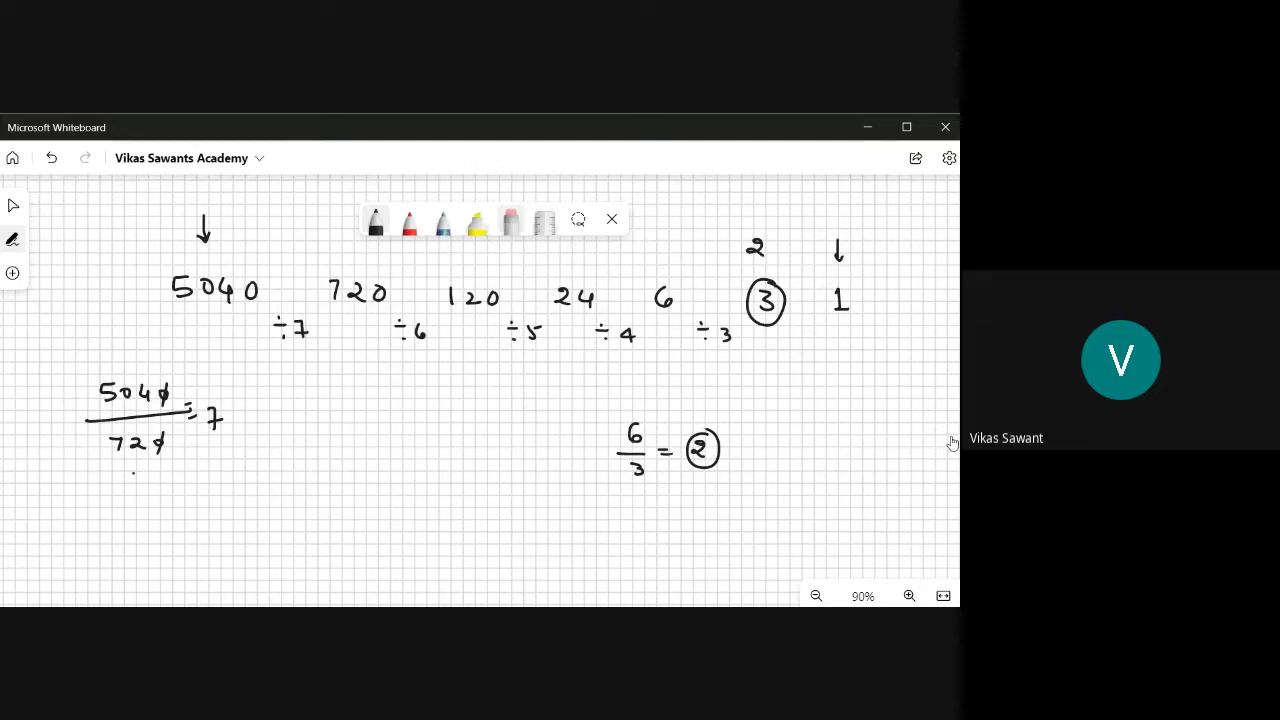 Microsoft Whiteboard
Vikas Sawants Academy
2
5040 720 120 24 6 3 1
÷7 ÷6 ÷5 ÷4 ÷3
5040
720
= 7
6
3
= 2
V
Vikas Sawant
90%